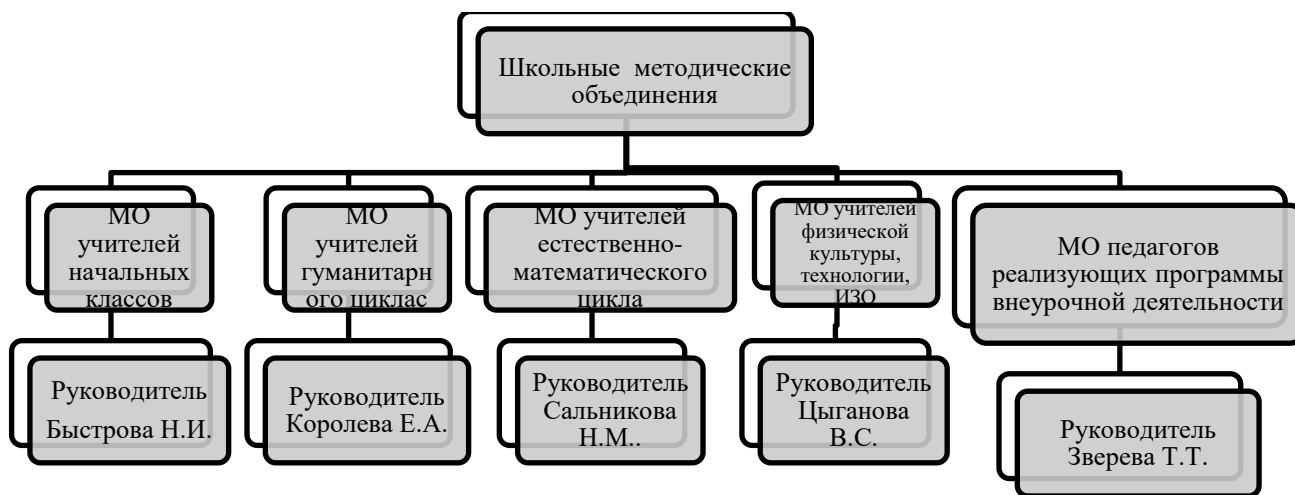 Школьные методические
объединения
МО
учителей
начальных
классов
МО
учителей
гуманитарн
ого цикласс
МО учителей
естественно-
математического
цикла
МО учителей
физической
культуры,
технологии,
ИЗО
МО педагогов
реализующих программы
внеурочной деятельности
Руководитель
Быстрова Н.И.
Руководитель
Королева Е.А.
Руководитель
Сальникова
Н.М..
Руководитель
Цыганова
В.С.
Руководитель
Зверева Т.Т.